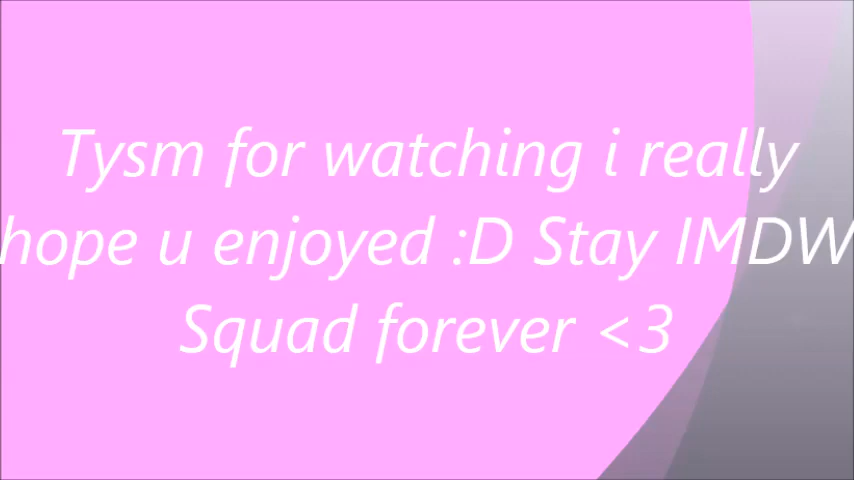 Tysm for watching i really
hope u enjoyed :D Stay IMDW
Squad forever <3